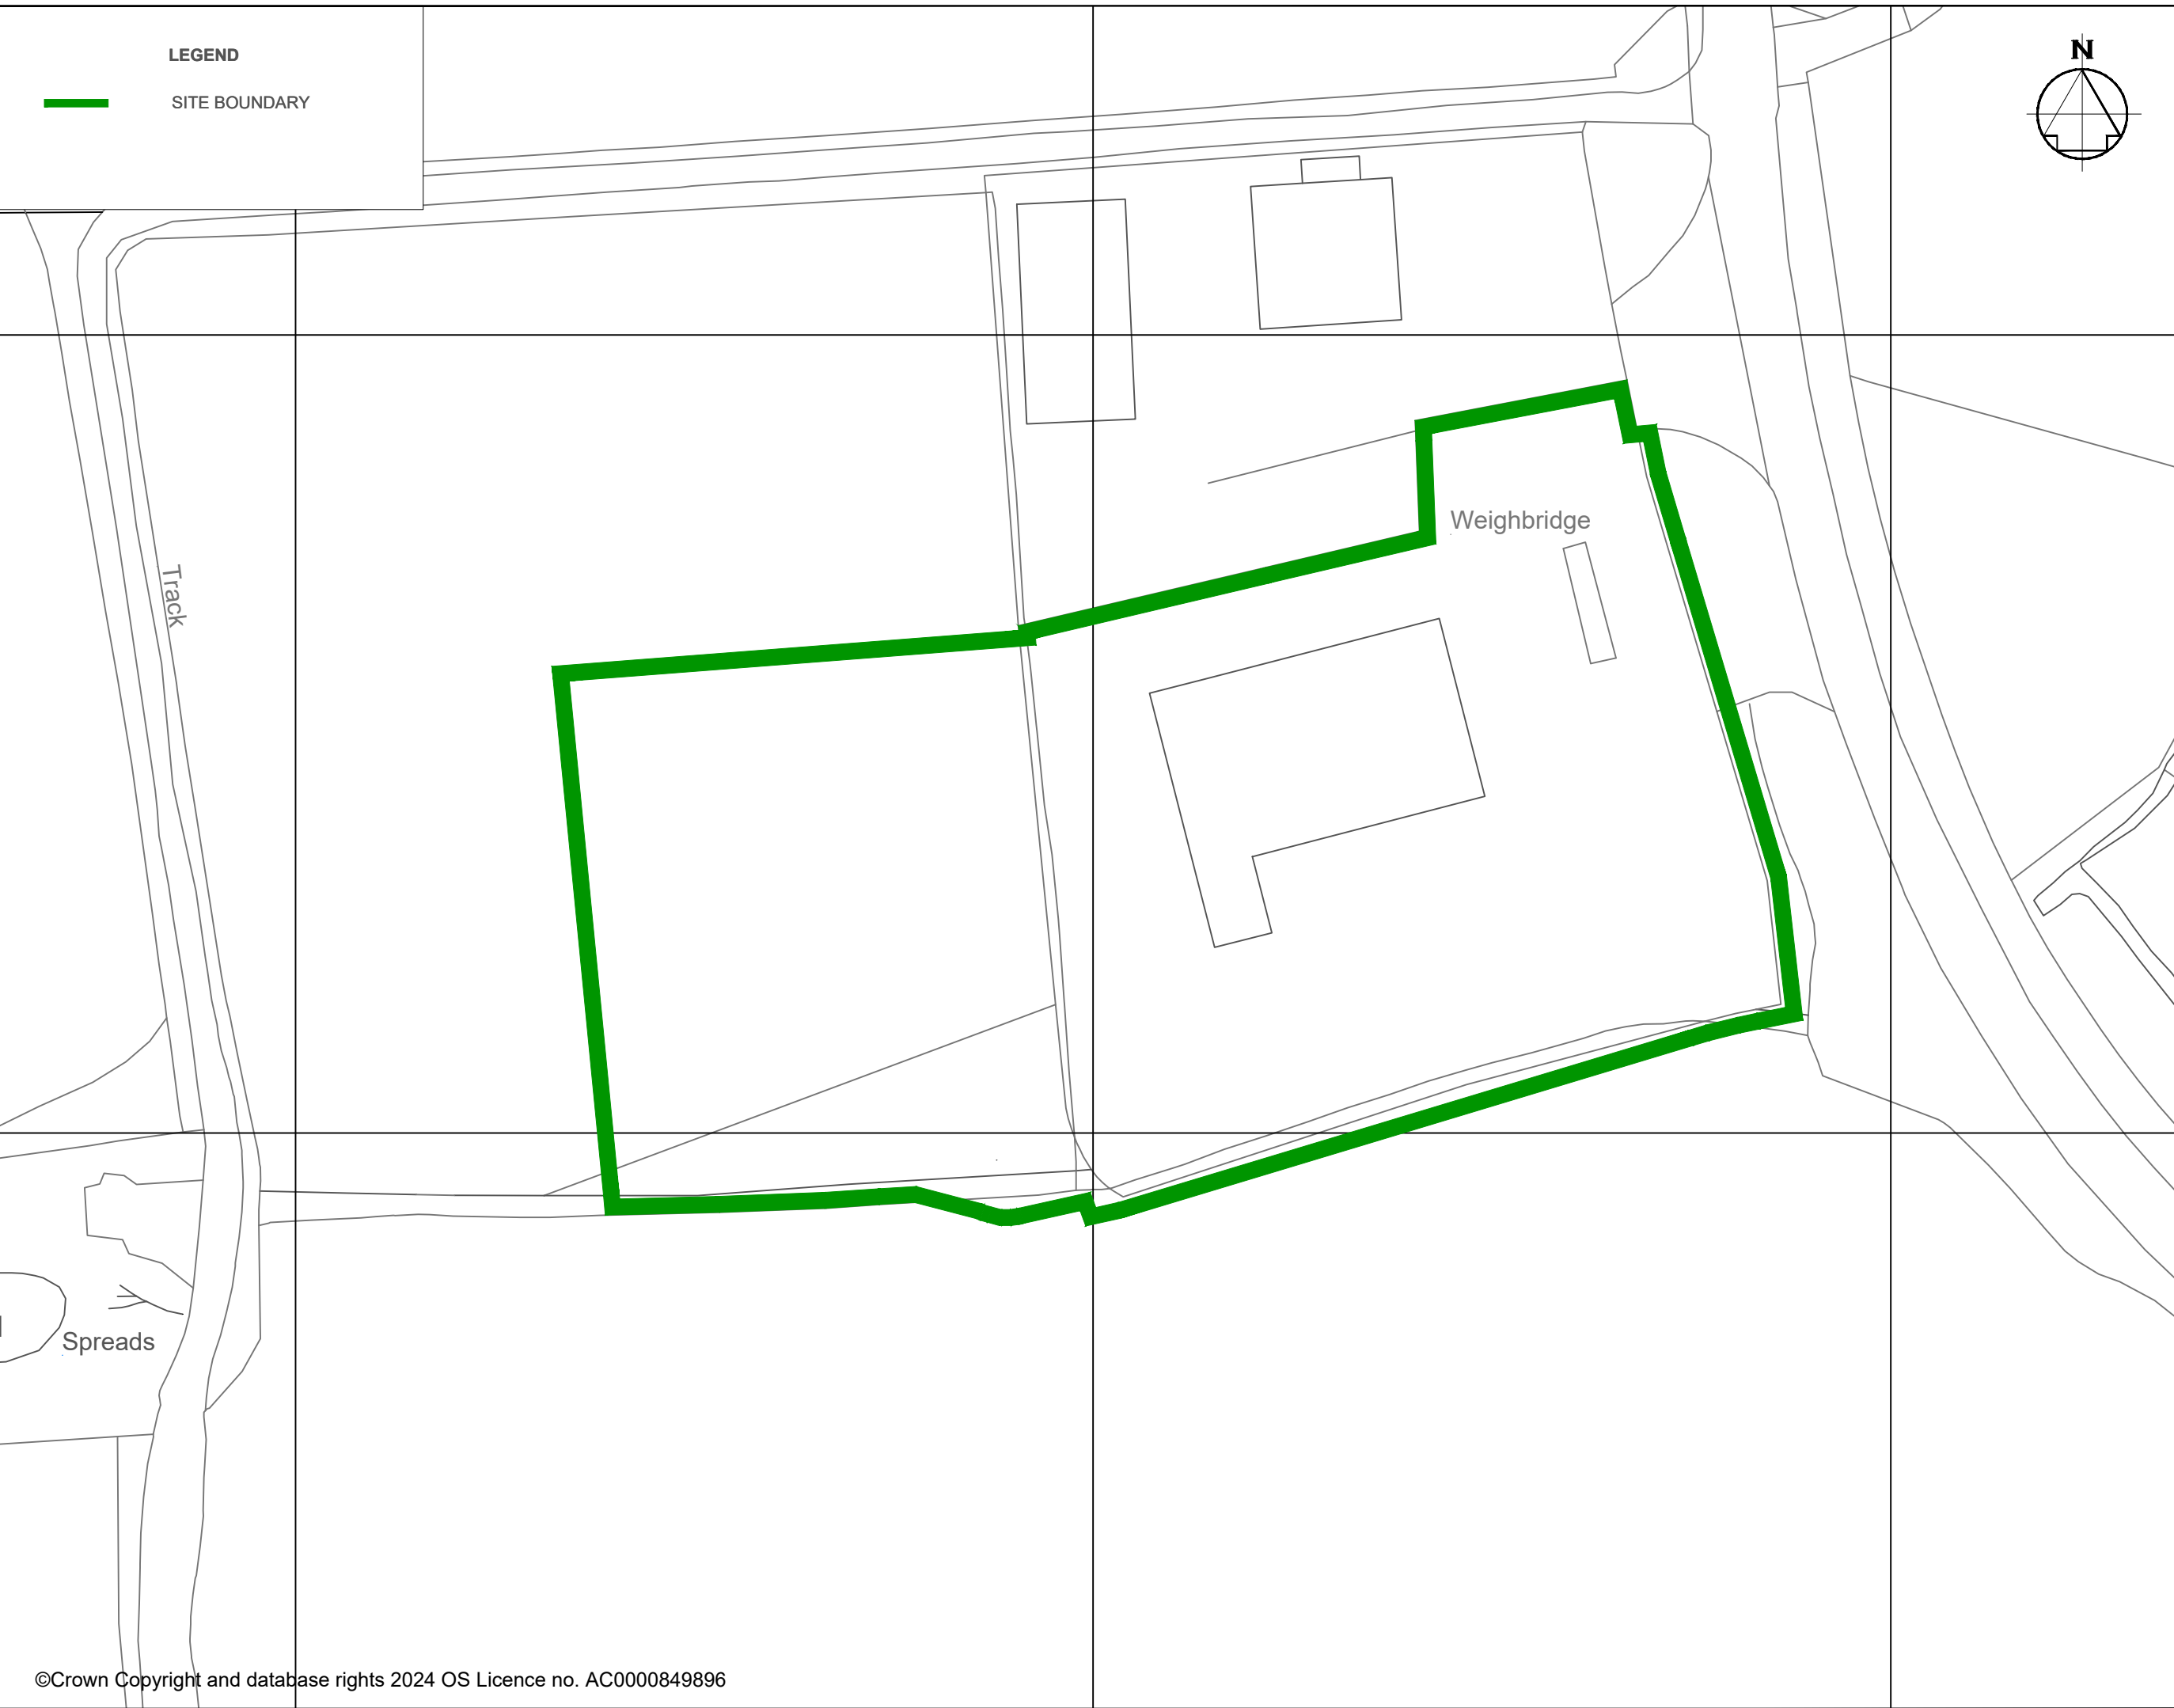 LEGEND
SITE BOUNDARY
N
Weighbridge
Track
Spreads
©Crown Copyright and database rights 2024 OS Licence no. AC0000849896